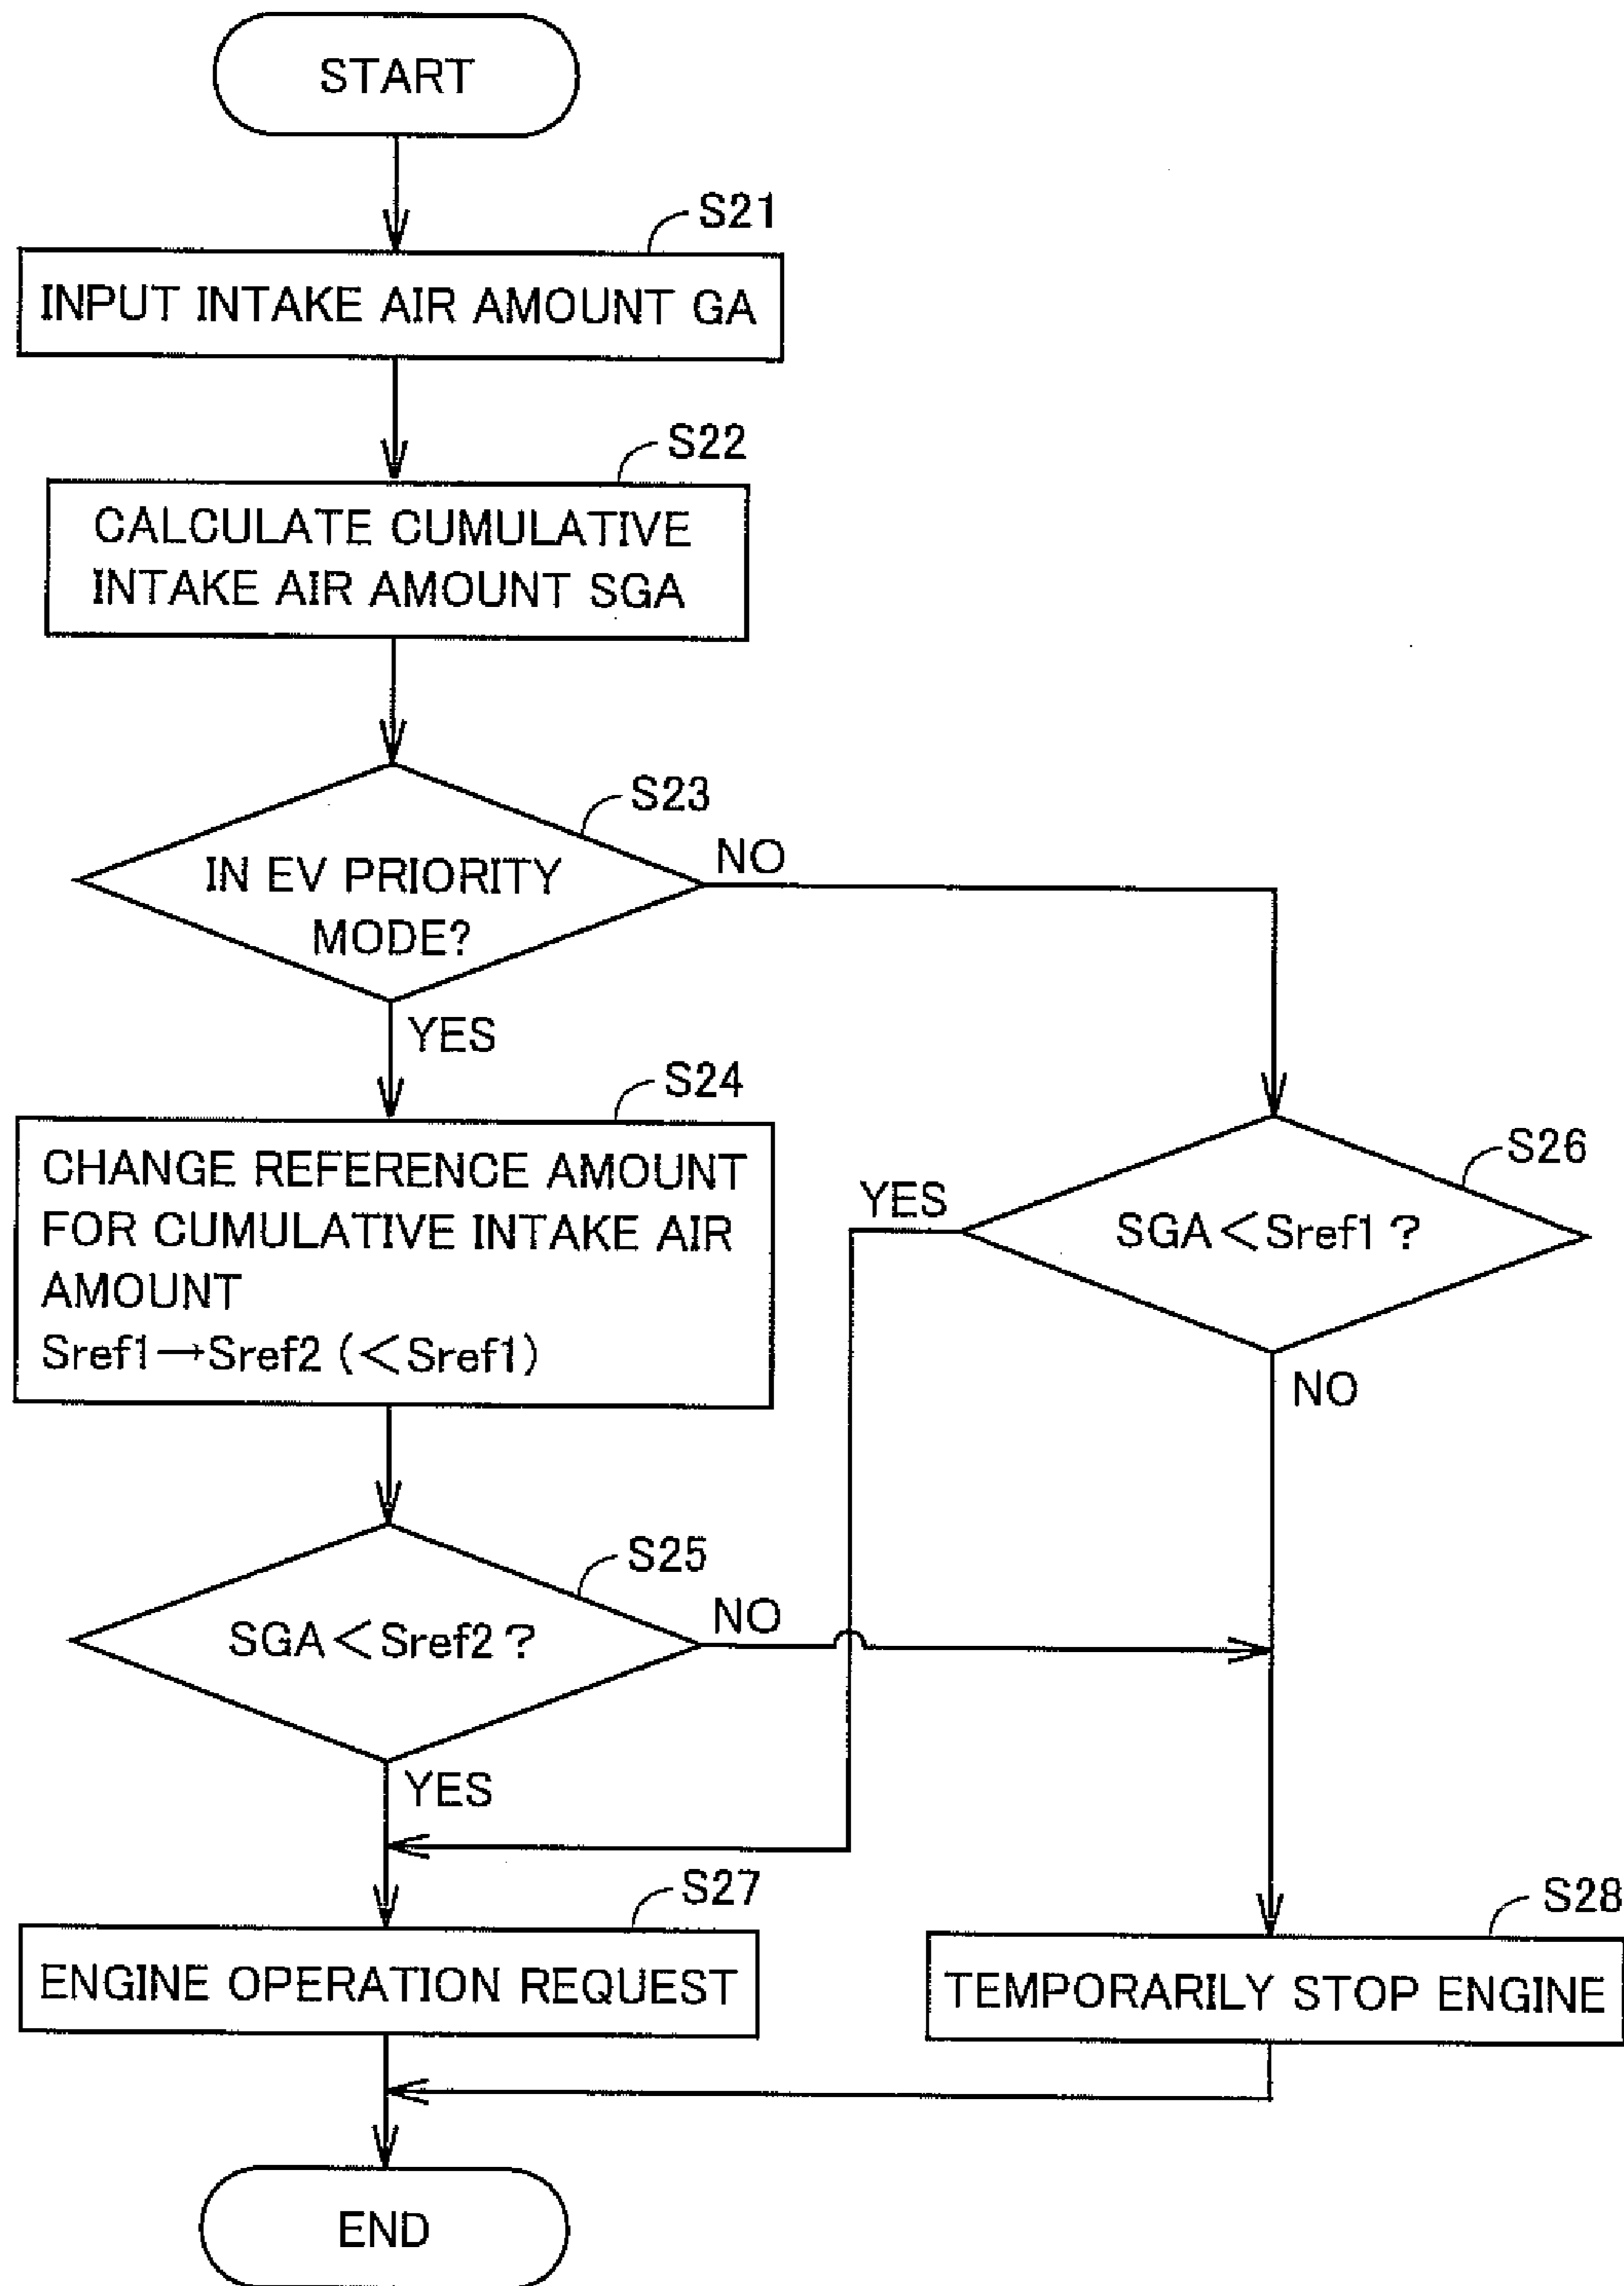 START
S21
INPUT INTAKE AIR AMOUNT GA
S22
CALCULATE CUMULATIVE
INTAKE AIR AMOUNT SGA
S23
IN EV PRIORITY
MODE?
NO
YES
S24
CHANGE REFERENCE AMOUNT
FOR CUMULATIVE INTAKE AIR
AMOUNT
Sref1→Sref2 (<Sref1)
S26
YES
SGA<Sref1?
NO
S25
SGA<Sref2?
NO
YES
S27
ENGINE OPERATION REQUEST
S28
TEMPORARILY STOP ENGINE
END